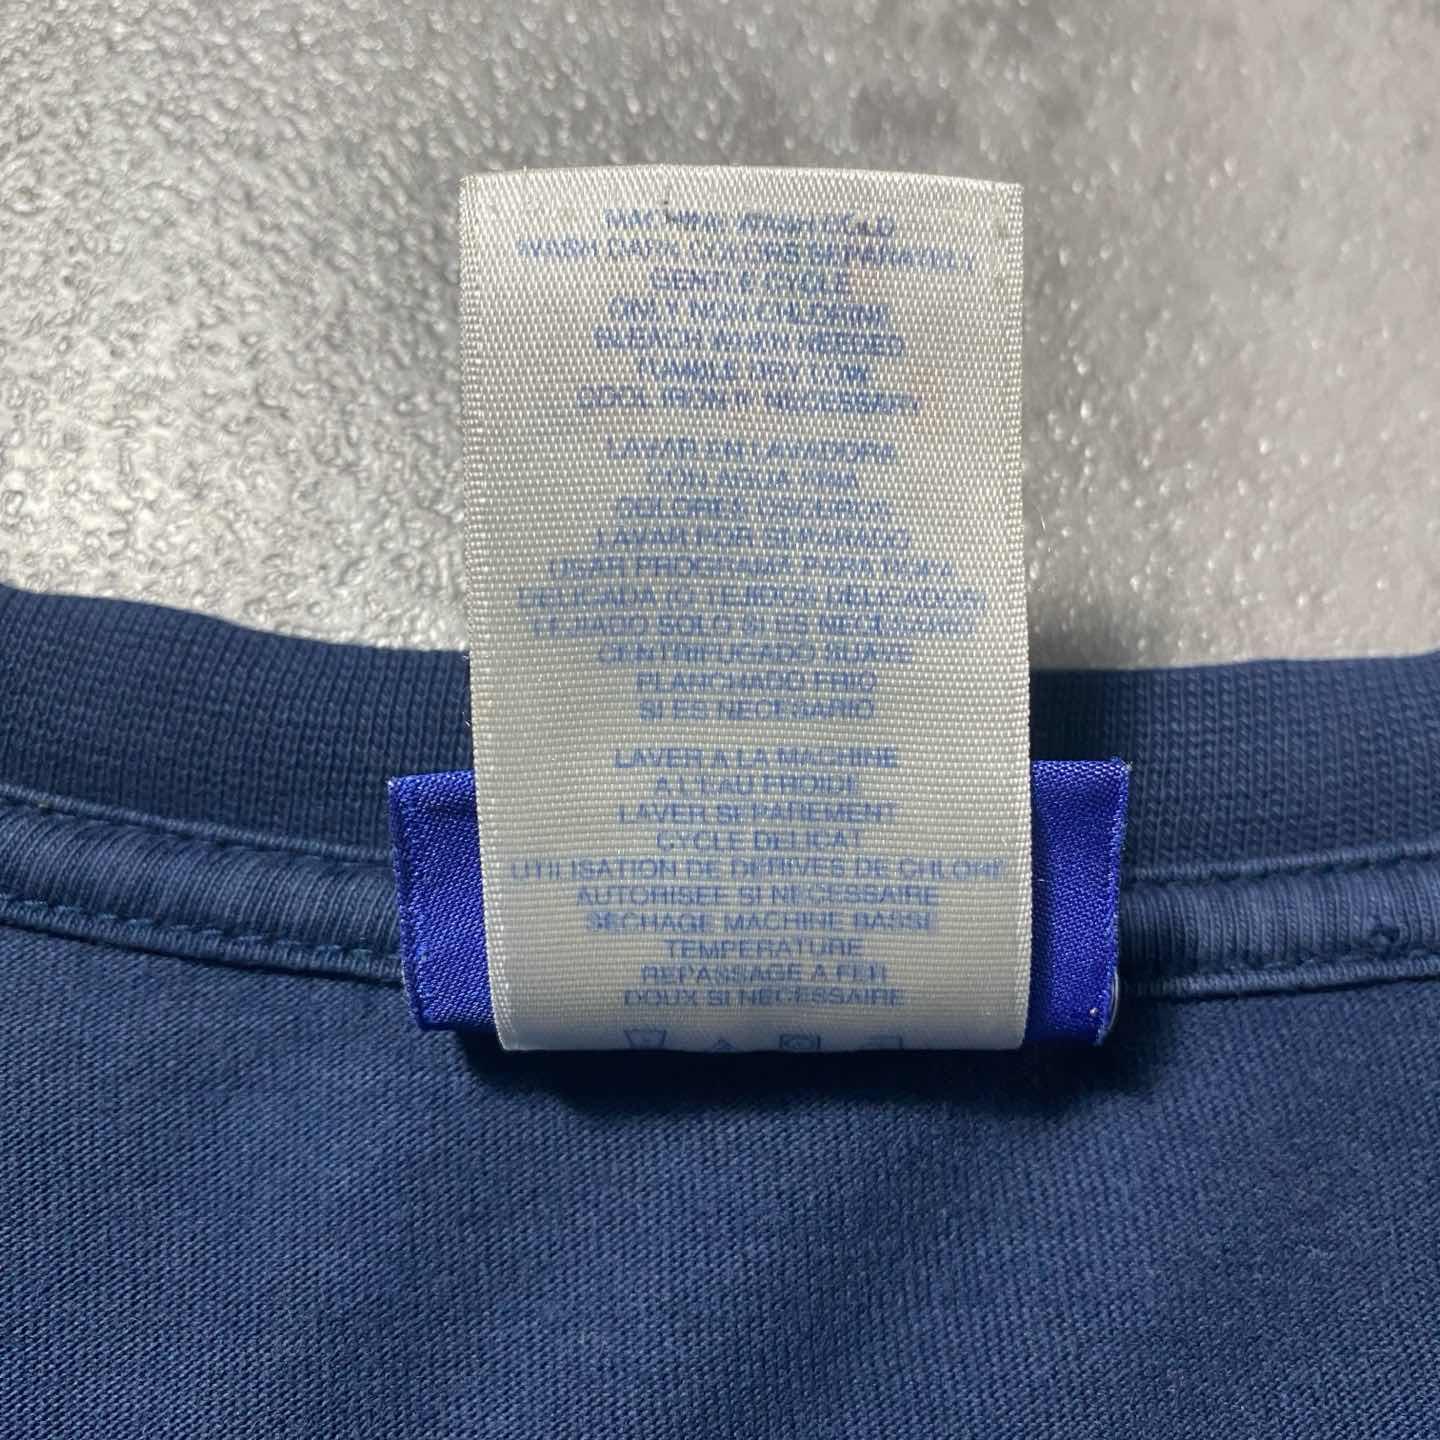 MACHINE WASH COLD
WASH DARK COLORS SEPARATELY
GENTLE CYCLE
ONLY NON CHLORINE
BLEACH WHEN NEEDED
TUMBLE DRY LOW
COOL IRON IF NECESSARY
LAVAR EN LAVADORA
CON AGUA FRIA
COLORES OSCUROS
LAVAR POR SEPARADO
USAR PROGRAMA PARA ROPA
DELICADA (O TEJIDOS DELICADOS)
LEJIADO SOLO SI ES NECESARIO
CENTRIFUGADO SUAVE
PLANCHADO FRIO
SI ES NECESARIO
LAVER A LA MACHINE
A L'EAU FROIDE
LAVER SEPAREMENT
CYCLE DELICAT
UTILISATION DE DERIVES DE CHLORE
AUTORISEE SI NECESSAIRE
SECHAGE MACHINE BASSE
TEMPERATURE
REPASSAGE A FER
DOUX SI NECESSAIRE